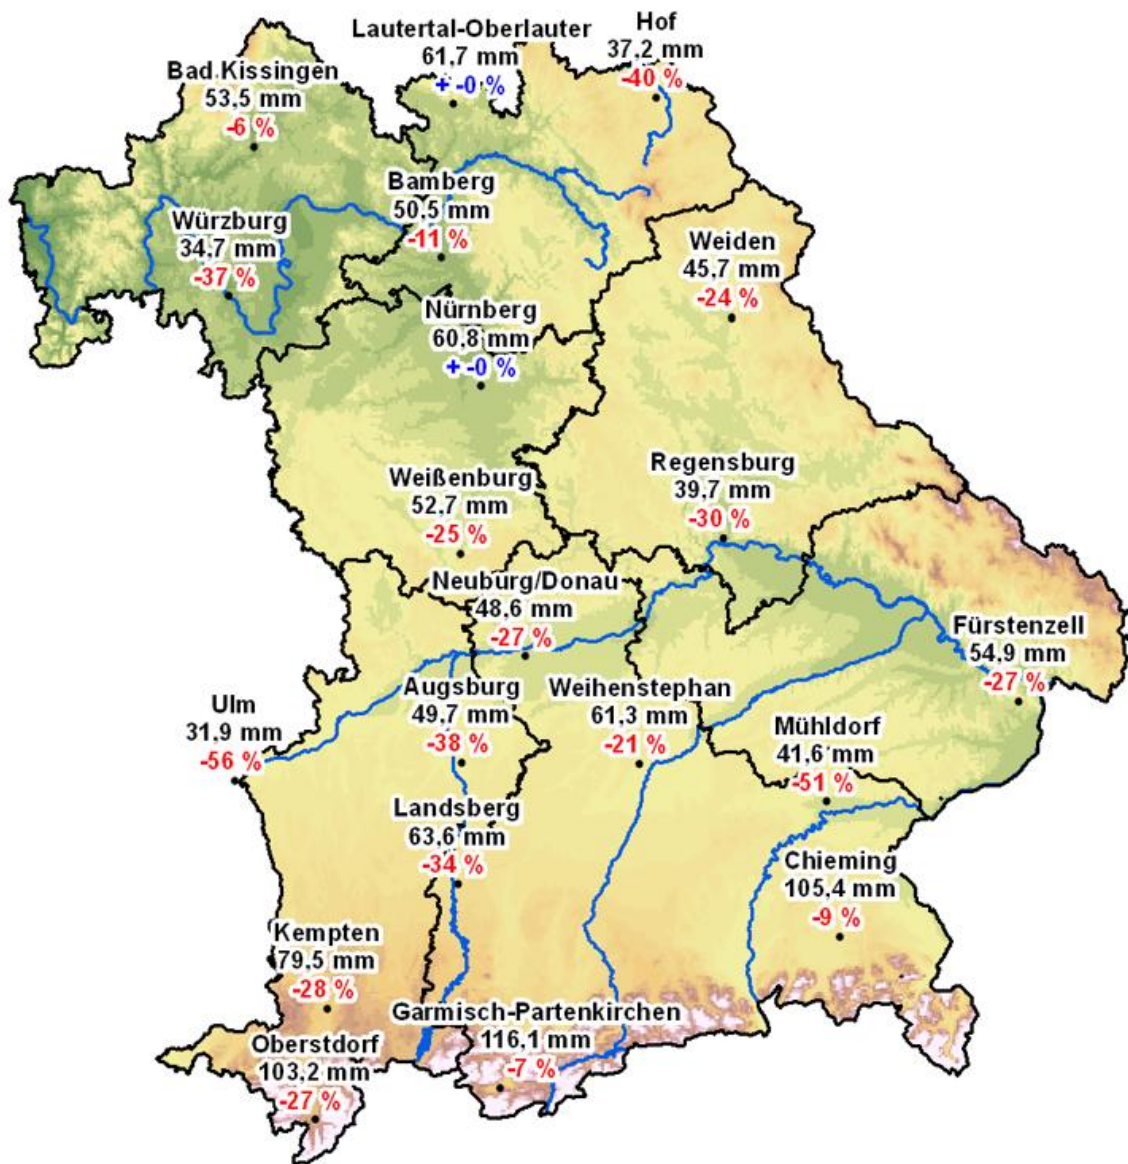 Lautertal-Oberlauter
61,7 mm
+ -0 %
Hof
37,2 mm
-40 %
Bad Kissingen
53,5 mm
-6 %
Bamberg
50,5 mm
-11 %
Würzburg
34,7 mm
-37 %
Weiden
45,7 mm
-24 %
Nürnberg
60,8 mm
+ -0 %
Weißenburg
52,7 mm
-25 %
Regensburg
39,7 mm
-30 %
Neuburg/Donau
48,6 mm
-27 %
Fürstenzell
54,9 mm
-27 %
Ulm
31,9 mm
-56 %
Augsburg
49,7 mm
-38 %
Weihenstephan
61,3 mm
-21 %
Mühldorf
41,6 mm
-51 %
Landsberg
63,6 mm
-34 %
Chieming
105,4 mm
-9 %
Kempten
79,5 mm
-28 %
Garmisch-Partenkirchen
116,1 mm
-7 %
Oberstdorf
103,2 mm
-27 %